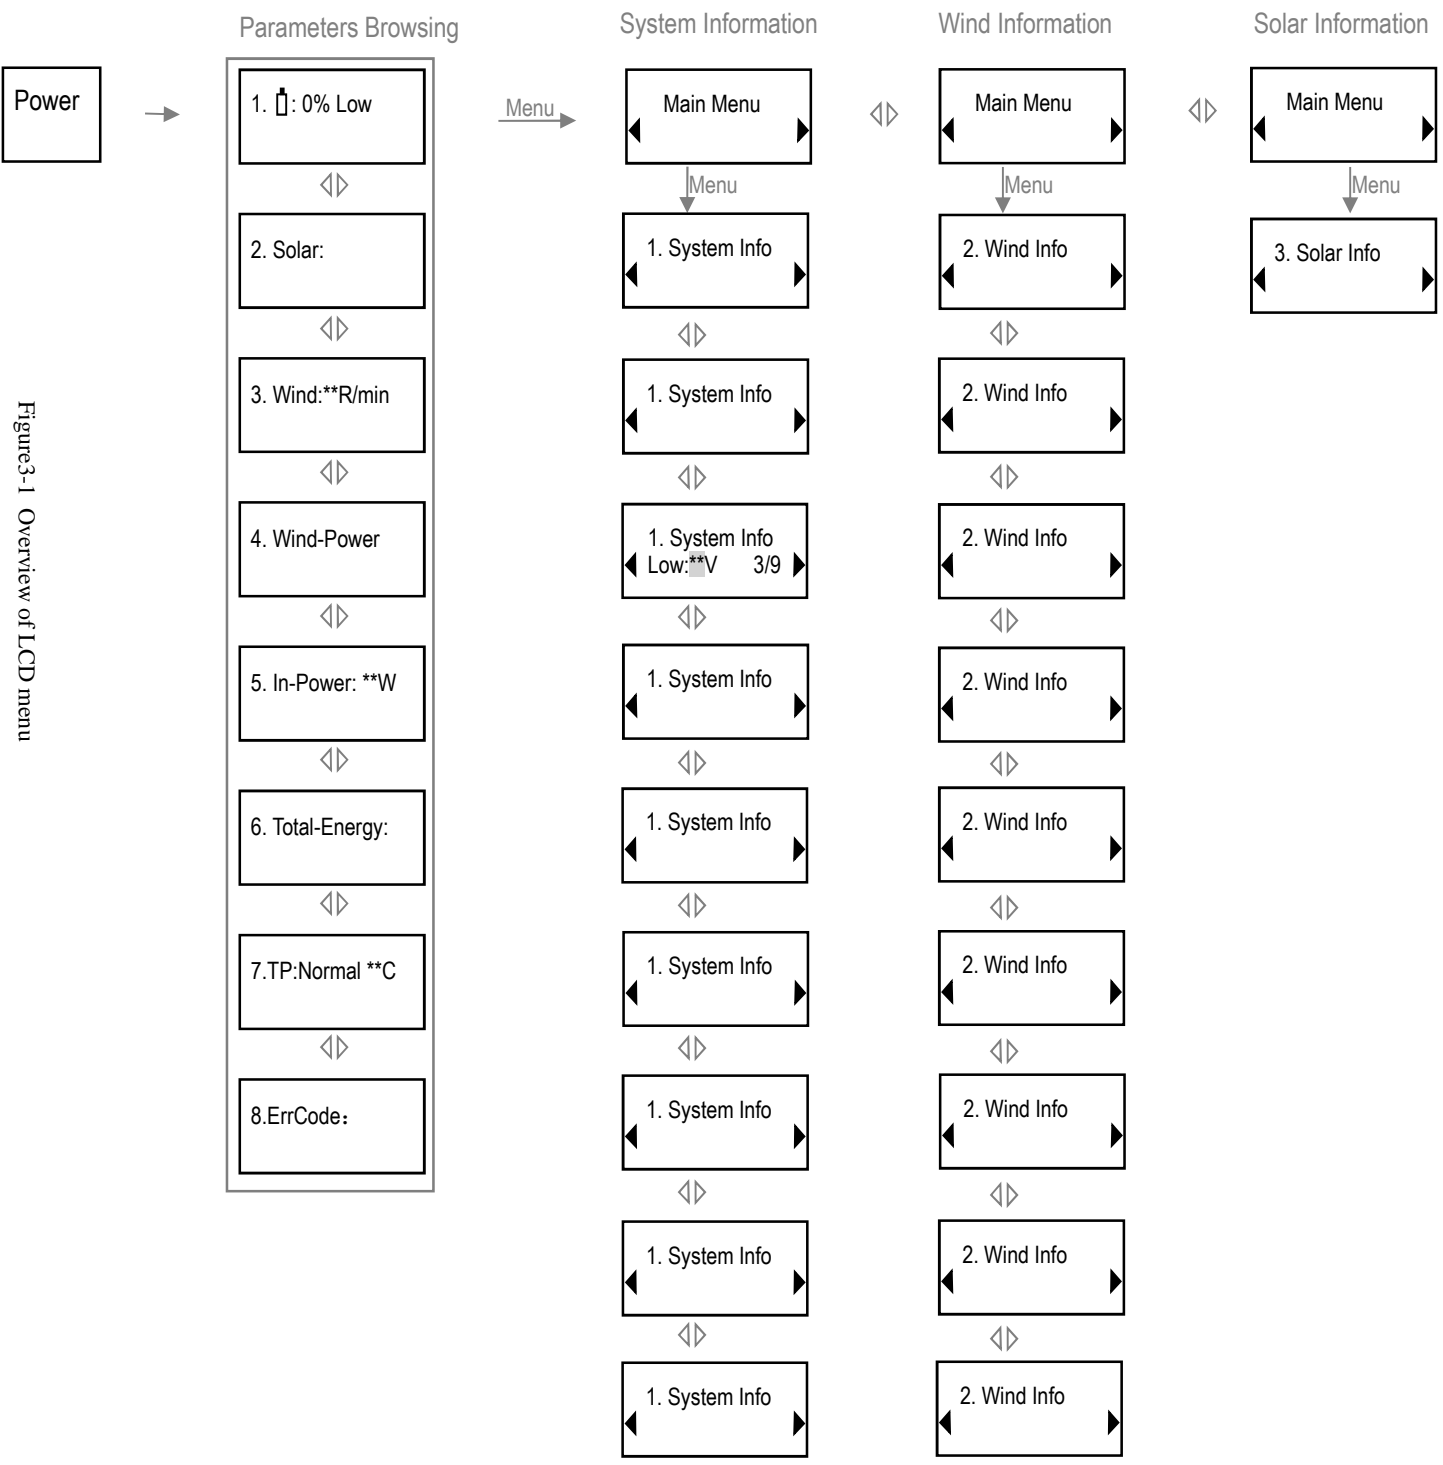 Parameters Browsing
System Information
Wind Information
Solar Information
Power
1. : 0% Low
Menu
Main Menu
Main Menu
Main Menu
Menu
Menu
Menu
2. Solar:
1. System Info
2. Wind Info
3. Solar Info
3. Wind:**R/min
1. System Info
2. Wind Info
4. Wind-Power
1. System Info
Low:**V 3/9
2. Wind Info
5. In-Power: **W
1. System Info
2. Wind Info
6. Total-Energy:
1. System Info
2. Wind Info
7.TP:Normal **C
1. System Info
2. Wind Info
8.ErrCode：
1. System Info
2. Wind Info
1. System Info
2. Wind Info
1. System Info
2. Wind Info
Figure3-1 Overview of LCD menu